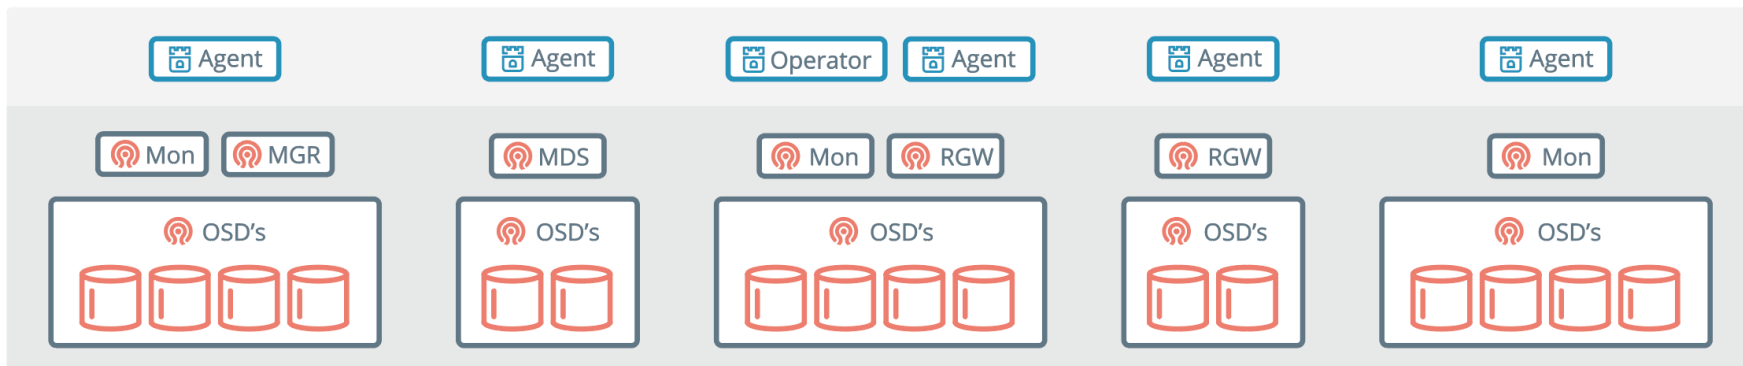 Agent
Agent
Operator
Agent
Agent
Agent
Mon
MGR
MDS
Mon
RGW
RGW
Mon
OSD’s
OSD’s
OSD’s
OSD’s
OSD’s